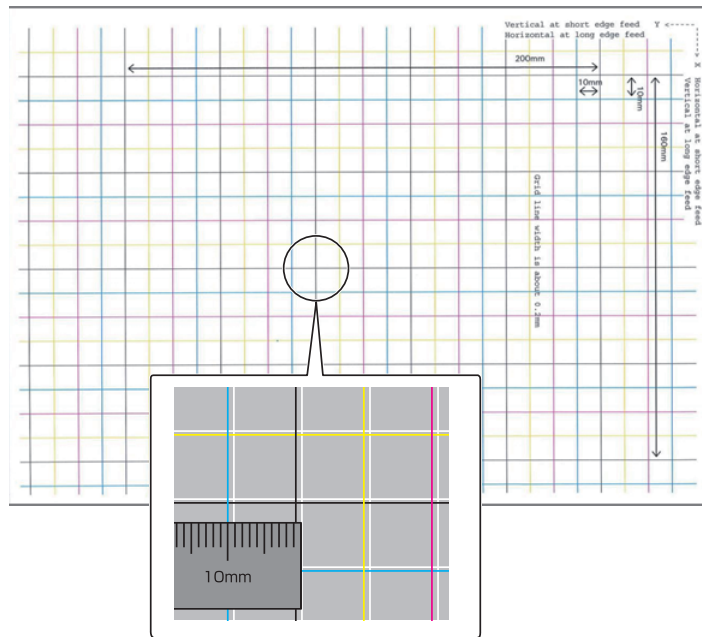 Vertical at short edge feed
Horizontal at long edge feed
Y
X
200mm
10mm
10mm
160mm
Horizontal at short edge feed
Vertical at long edge feed
Grid line width is about 0.2mm
10mm